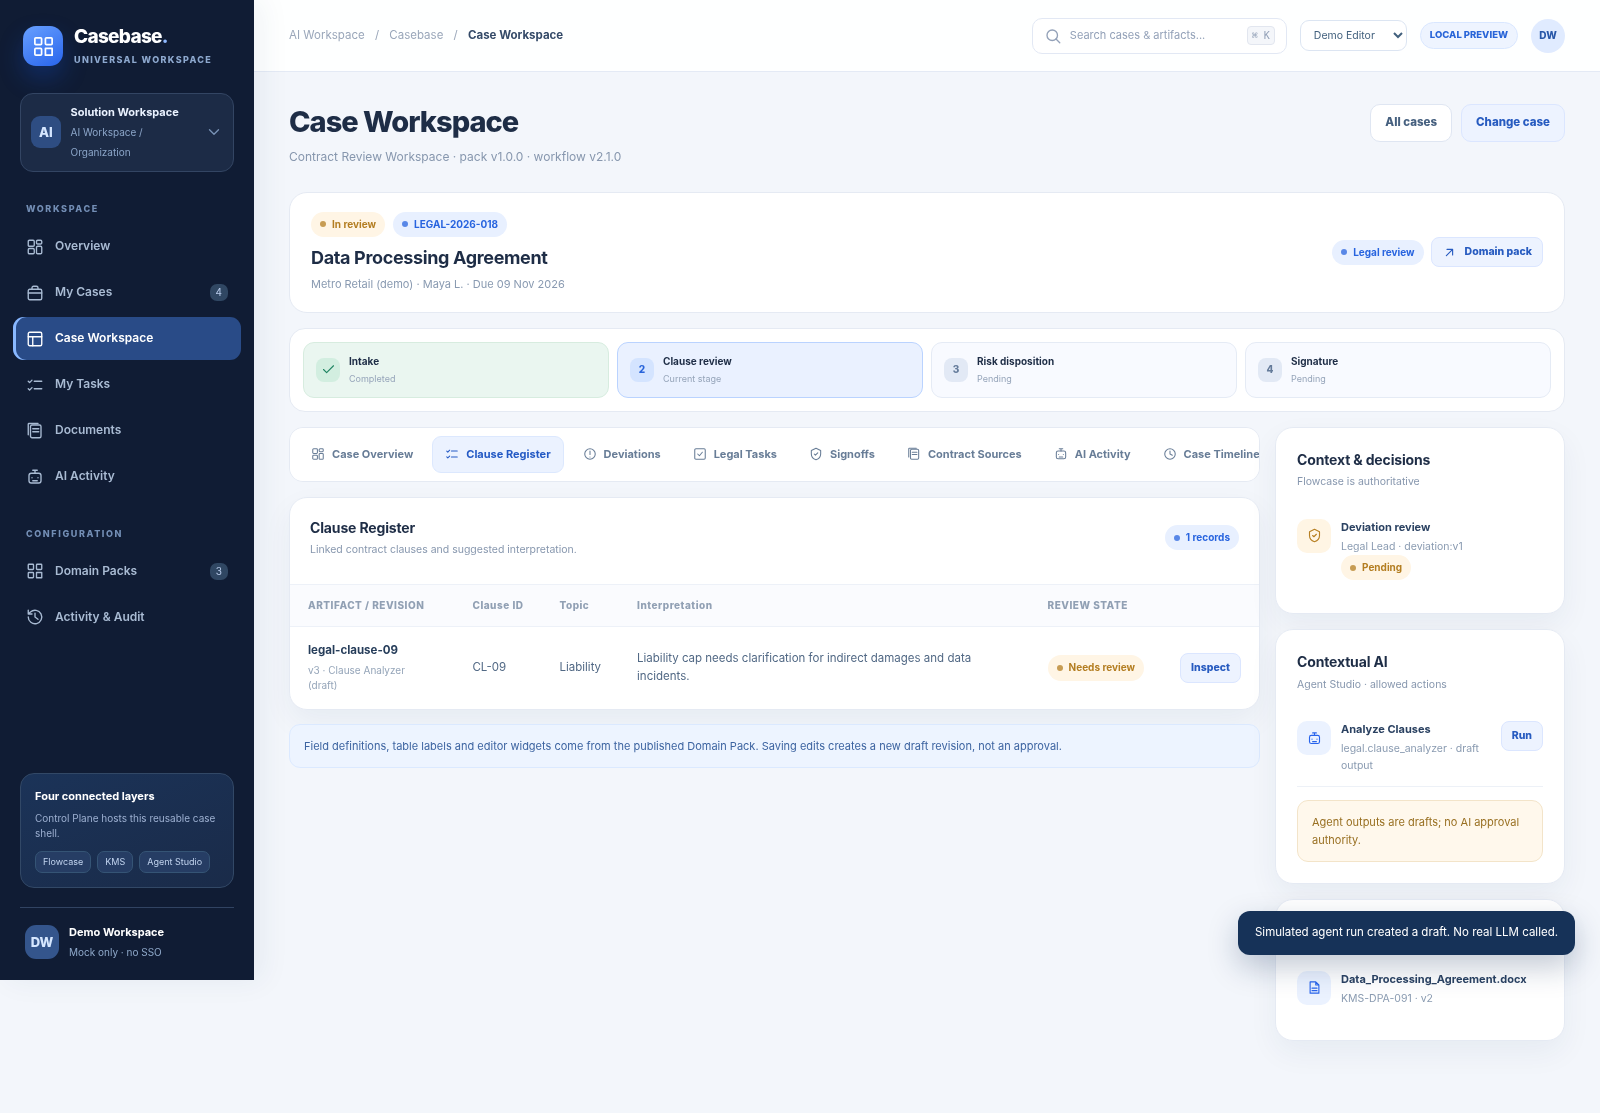 Casebase.
UNIVERSAL WORKSPACE
AI
Solution Workspace
AI Workspace /
Organization
WORKSPACE
Overview
My Cases 4
Case Workspace
My Tasks
Documents
AI Activity
CONFIGURATION
Domain Packs 3
Activity & Audit
Four connected layers
Control Plane hosts this reusable case
shell.
Flowcase KMS Agent Studio
DW
Demo Workspace
Mock only · no SSO
AI Workspace / Casebase / Case Workspace
Search cases & artifacts... ⌘ K
Demo Editor
LOCAL PREVIEW
DW
Case Workspace
Contract Review Workspace · pack v1.0.0 · workflow v2.1.0
All cases Change case
In review LEGAL-2026-018
Data Processing Agreement
Metro Retail (demo) · Maya L. · Due 09 Nov 2026
Legal review Domain pack
Intake
Completed
2 Clause review
Current stage
3 Risk disposition
Pending
4 Signature
Pending
Case Overview Clause Register Deviations Legal Tasks Signoffs Contract Sources AI Activity Case Timeline
Clause Register
Linked contract clauses and suggested interpretation.
1 records
ARTIFACT / REVISION Clause ID Topic Interpretation REVIEW STATE
legal-clause-09
v3 · Clause Analyzer
(draft)
CL-09
Liability
Liability cap needs clarification for indirect damages and data
incidents.
Needs review
Inspect
Field definitions, table labels and editor widgets come from the published Domain Pack. Saving edits creates a new draft revision, not an approval.
Context & decisions
Flowcase is authoritative
Deviation review
Legal Lead · deviation:v1
Pending
Contextual AI
Agent Studio · allowed actions
Analyze Clauses
legal.clause_analyzer · draft
output
Run
Agent outputs are drafts; no AI approval
authority.
Simulated agent run created a draft. No real LLM called.
Data_Processing_Agreement.docx
KMS-DPA-091 · v2